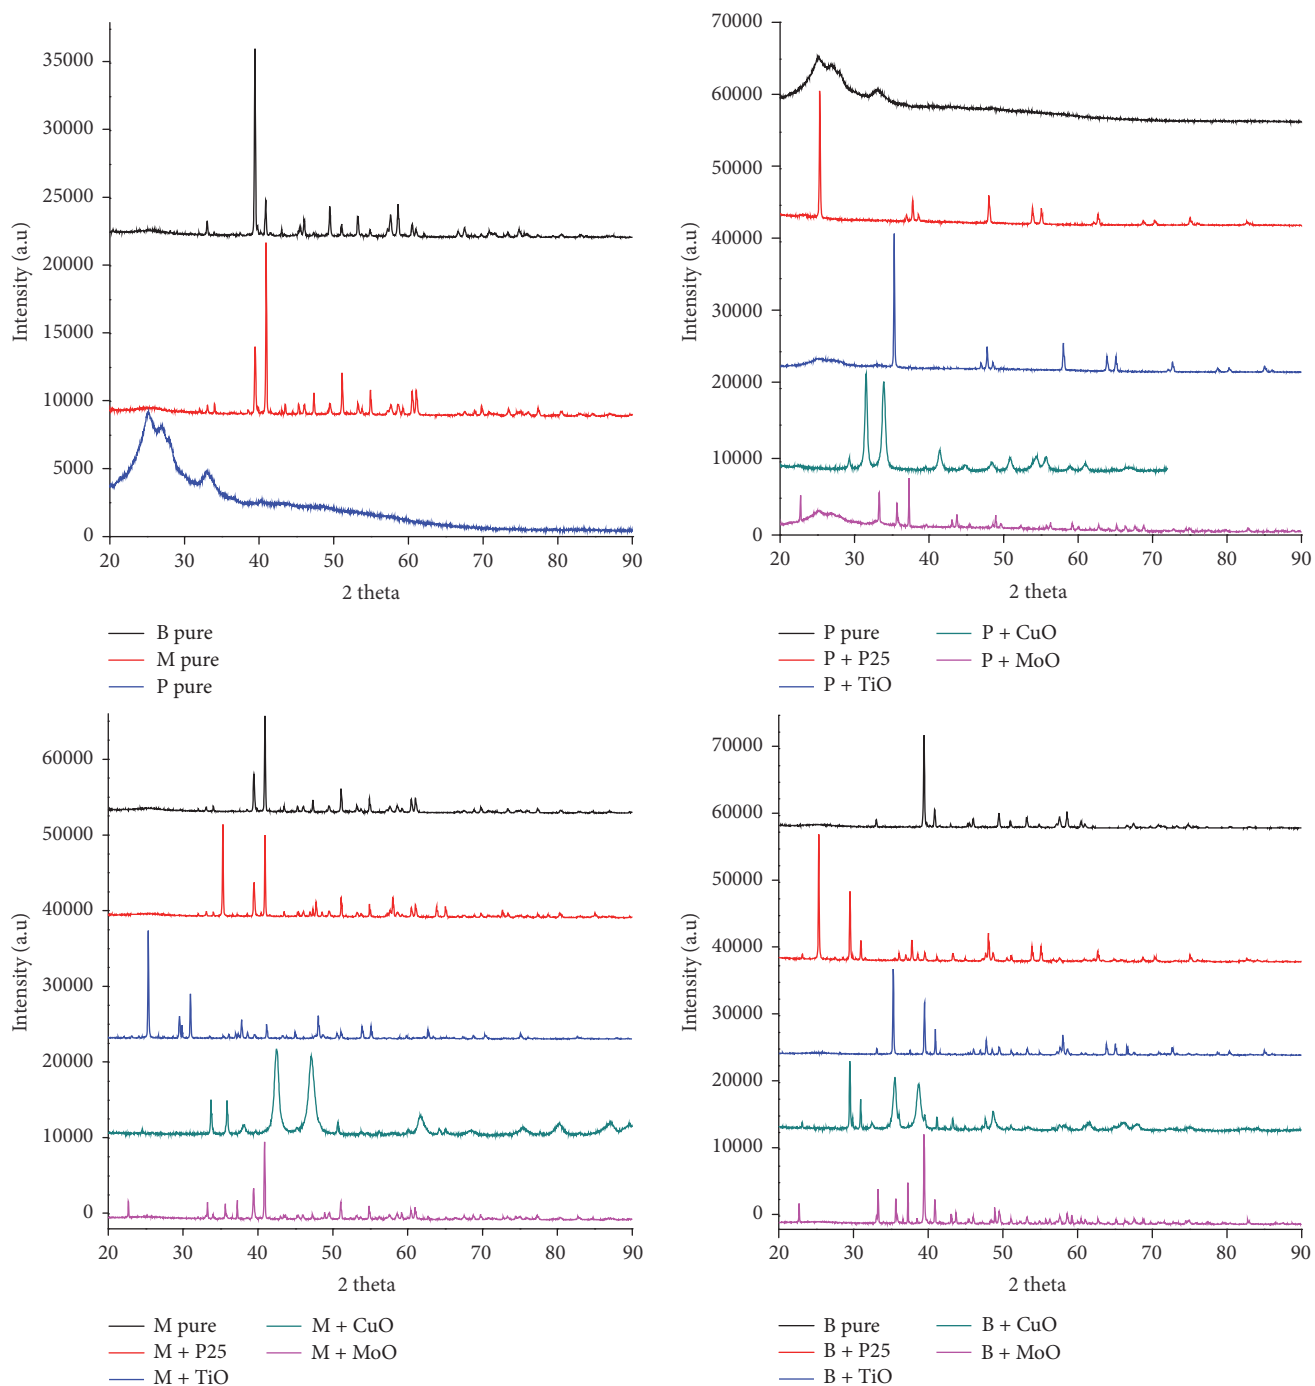 35000
30000
25000
20000
15000
10000
5000
0
Intensity (a.u)
20 30 40 50 60 70 80 90
2 theta
B pure
M pure
P pure
70000
60000
50000
40000
30000
20000
10000
0
Intensity (a.u)
20 30 40 50 60 70 80 90
2 theta
P pure P + CuO
P + P25 P + MoO
P + TiO
60000
50000
40000
30000
20000
10000
0
Intensity (a.u)
20 30 40 50 60 70 80 90
2 theta
M pure M + CuO
M + P25 M + MoO
M + TiO
70000
60000
50000
40000
30000
20000
10000
0
Intensity (a.u)
20 30 40 50 60 70 80 90
2 theta
B pure B + CuO
B + P25 B + MoO
B + TiO